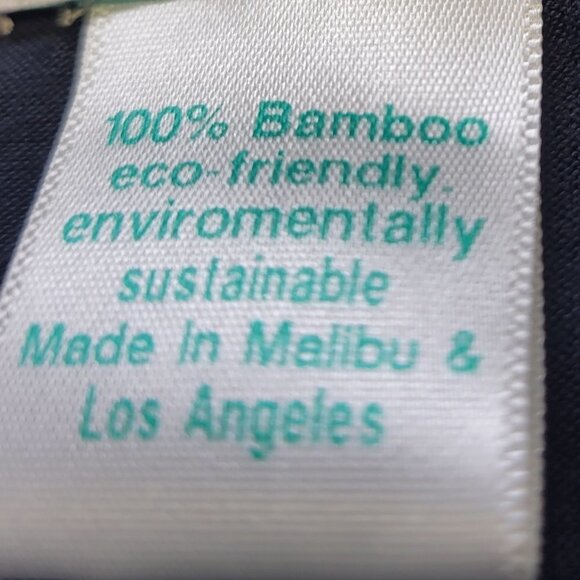 100% Bamboo
eco-friendly.
enviromentally
sustainable
Made in Malibu &
Los Angeles